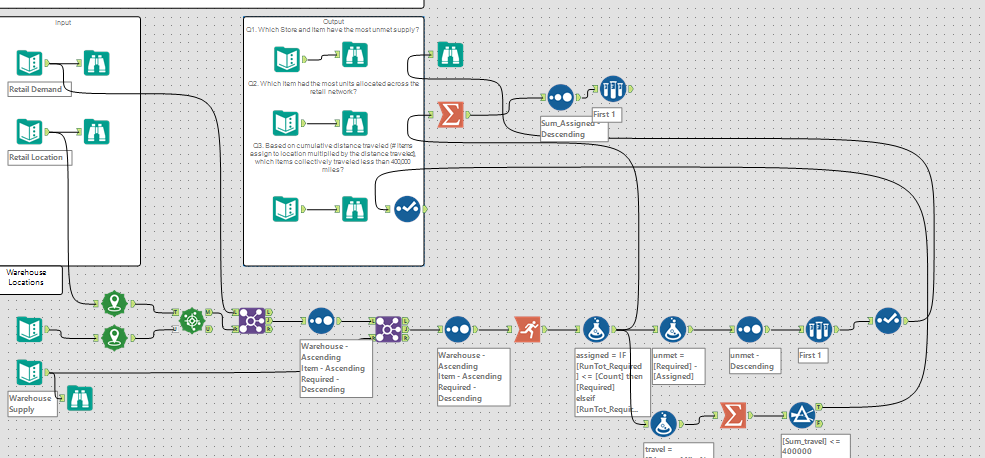 Input
Output
Q1. Which Store and Item have the most unmet supply?
Q2. Which item had the most units allocated across the
retail network?
Q3. Based on cumulative distance traveled (# items
assign to location multiplied by the distance traveled),
which items collectively traveled less than 400,000
miles?
Retail Demand
Retail Location
Sum_Assigned -
Descending
First 1
Warehouse
Locations
Warehouse
Supply
Warehouse -
Ascending
Item - Ascending
Required -
Descending
Warehouse -
Ascending
Item - Ascending
Required -
Descending
assigned = IF
[RunTot_Required
] <= [Count] then
[Required]
elseif
[RunTot_Requir...
unmet =
[Required] -
[Assigned]
unmet -
Descending
First 1
travel =
[Sum_travel] <=
400000